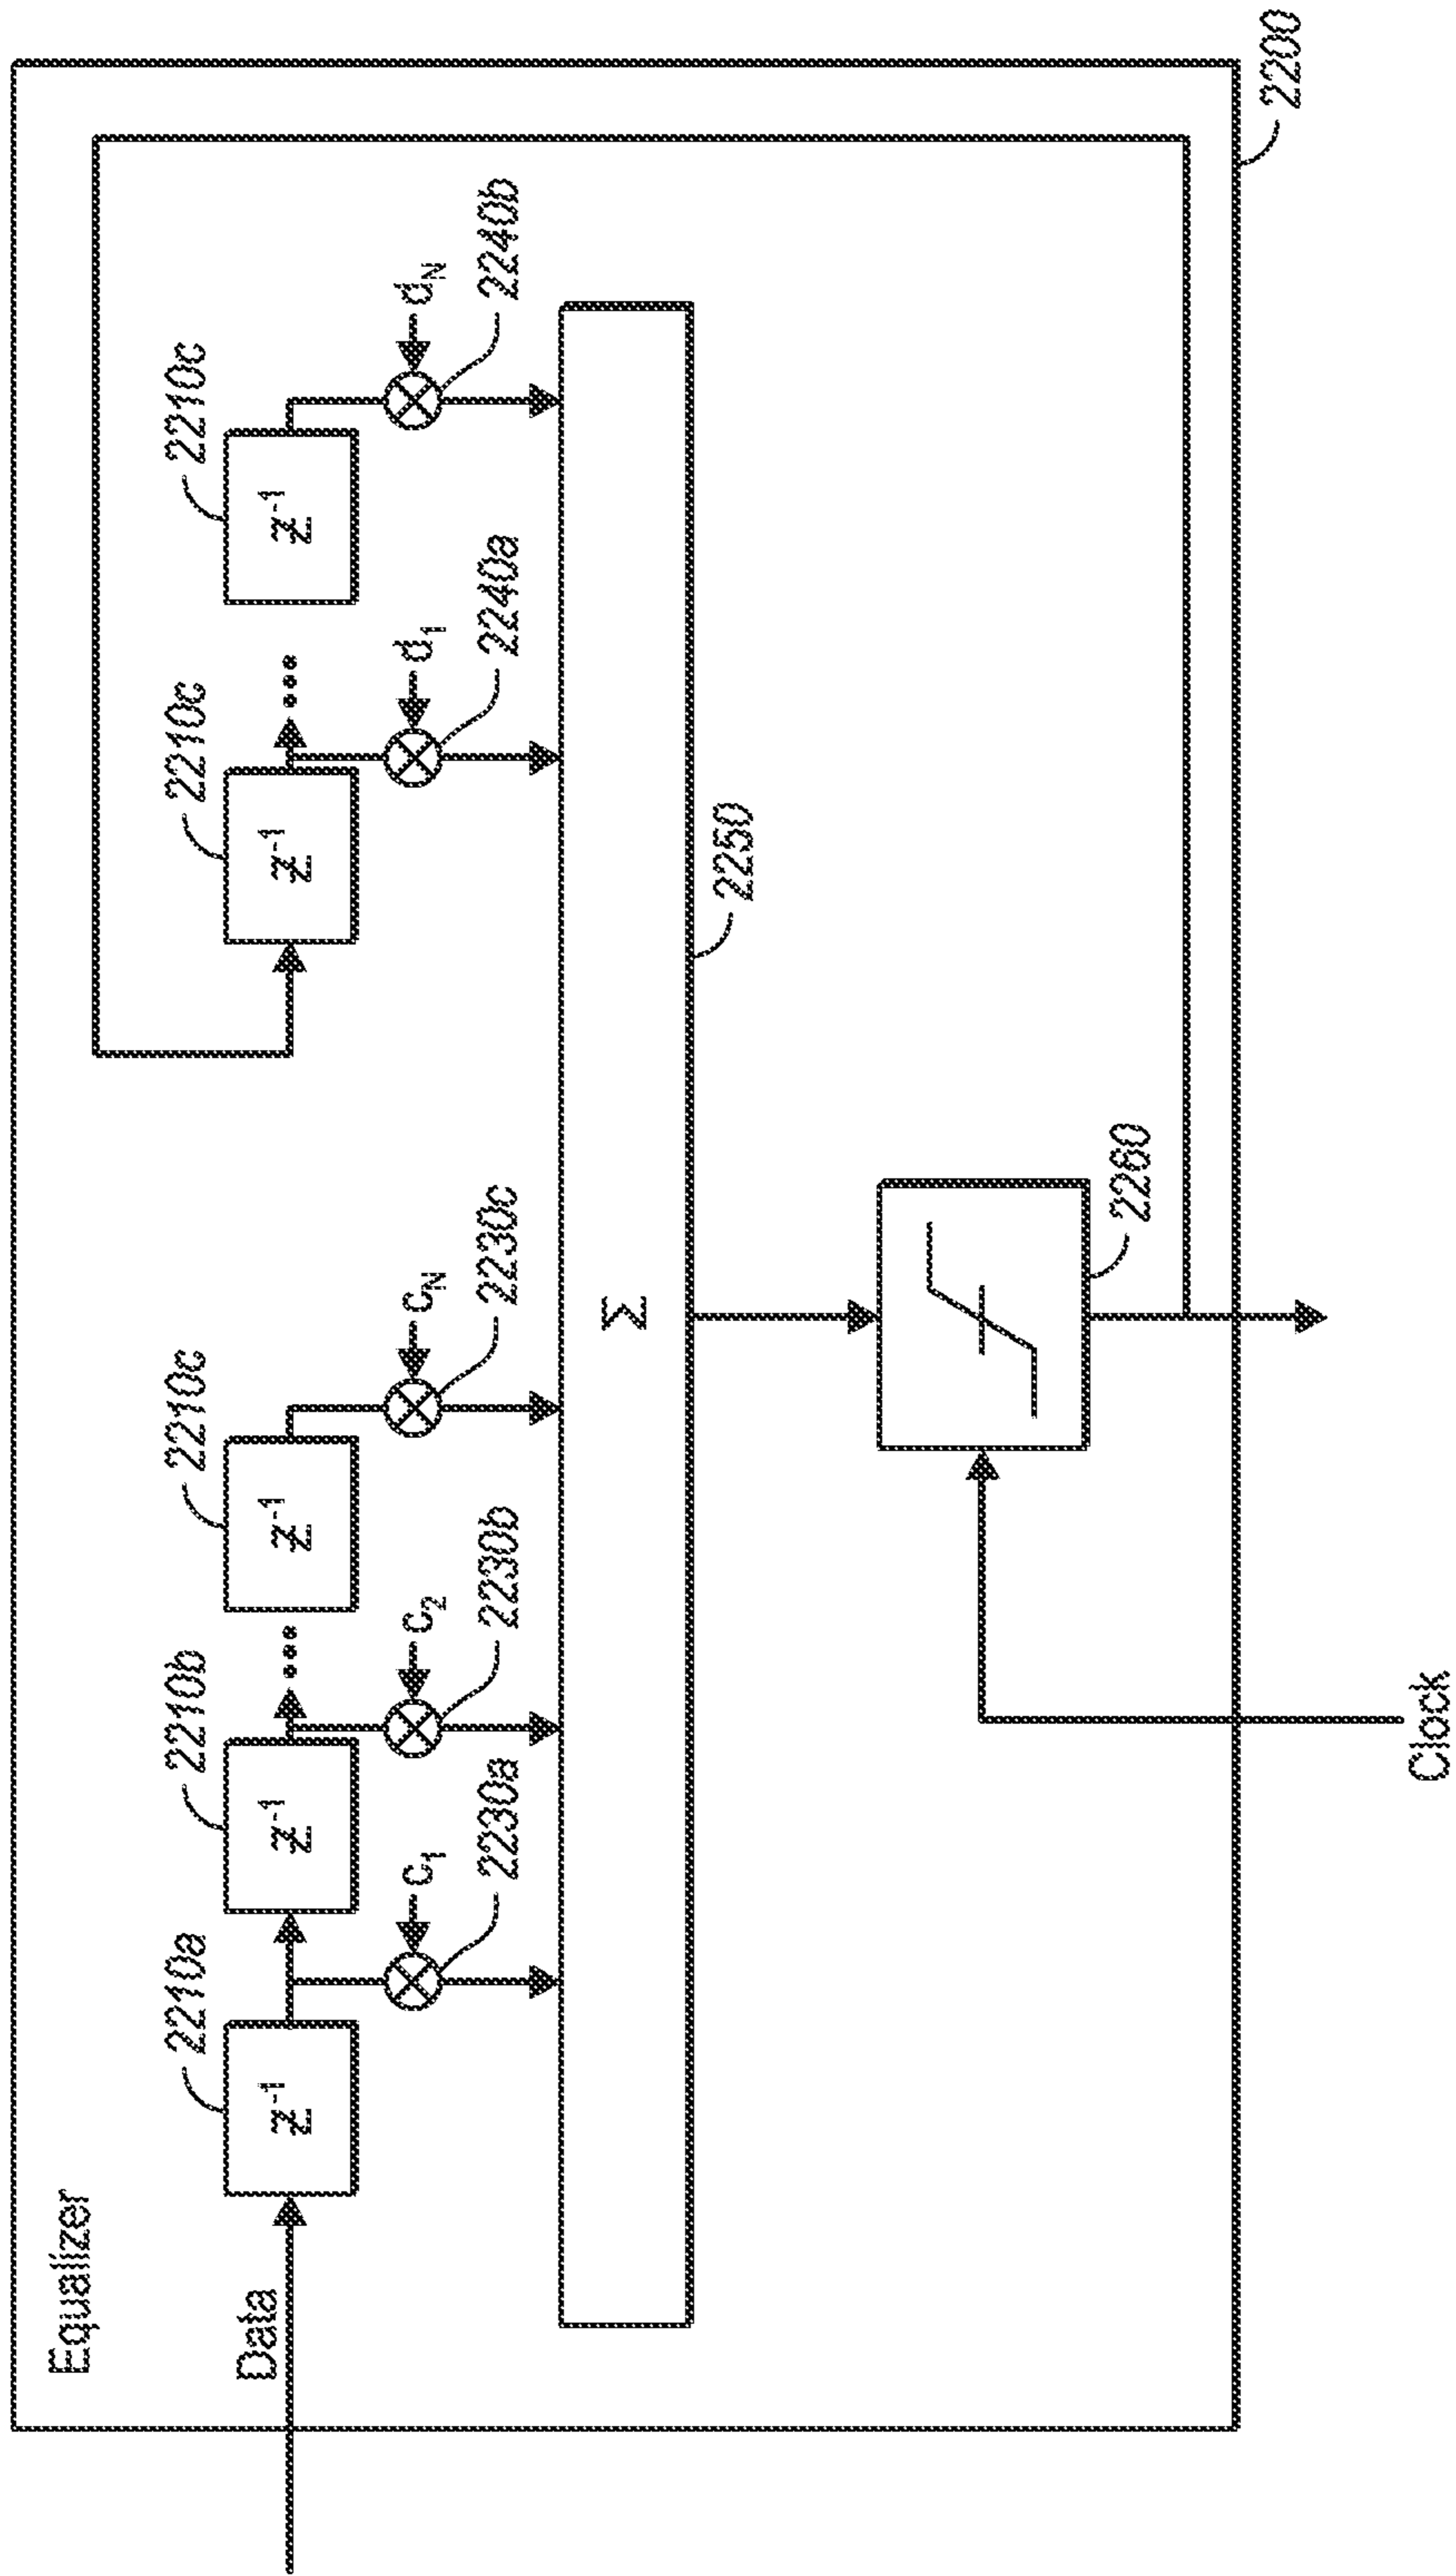 Equalizer
Data
2210a
2210b
2210c
2210c
2210c
z⁻¹
z⁻¹
...
z⁻¹
z⁻¹
...
z⁻¹
c₁
c₂
c_N
d₁
d_N
2230a
2230b
2230c
2240a
2240b
Σ
2250
2260
Clock
2200